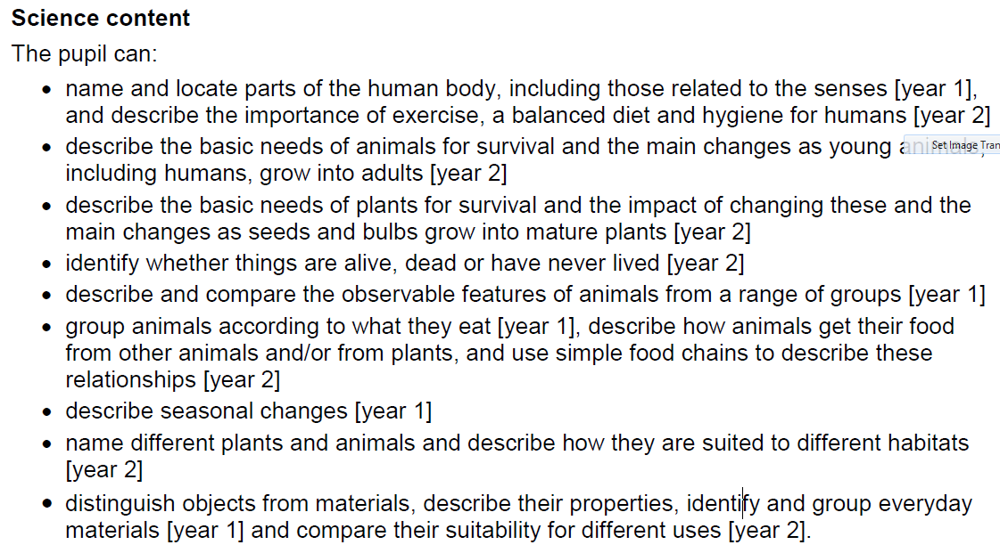 Science content
The pupil can:
• name and locate parts of the human body, including those related to the senses [year 1],
and describe the importance of exercise, a balanced diet and hygiene for humans [year 2]
• describe the basic needs of animals for survival and the main changes as young animals,
Set Image Tran
including humans, grow into adults [year 2]
• describe the basic needs of plants for survival and the impact of changing these and the
main changes as seeds and bulbs grow into mature plants [year 2]
• identify whether things are alive, dead or have never lived [year 2]
• describe and compare the observable features of animals from a range of groups [year 1]
• group animals according to what they eat [year 1], describe how animals get their food
from other animals and/or from plants, and use simple food chains to describe these
relationships [year 2]
• describe seasonal changes [year 1]
• name different plants and animals and describe how they are suited to different habitats
[year 2]
• distinguish objects from materials, describe their properties, identify and group everyday
materials [year 1] and compare their suitability for different uses [year 2].